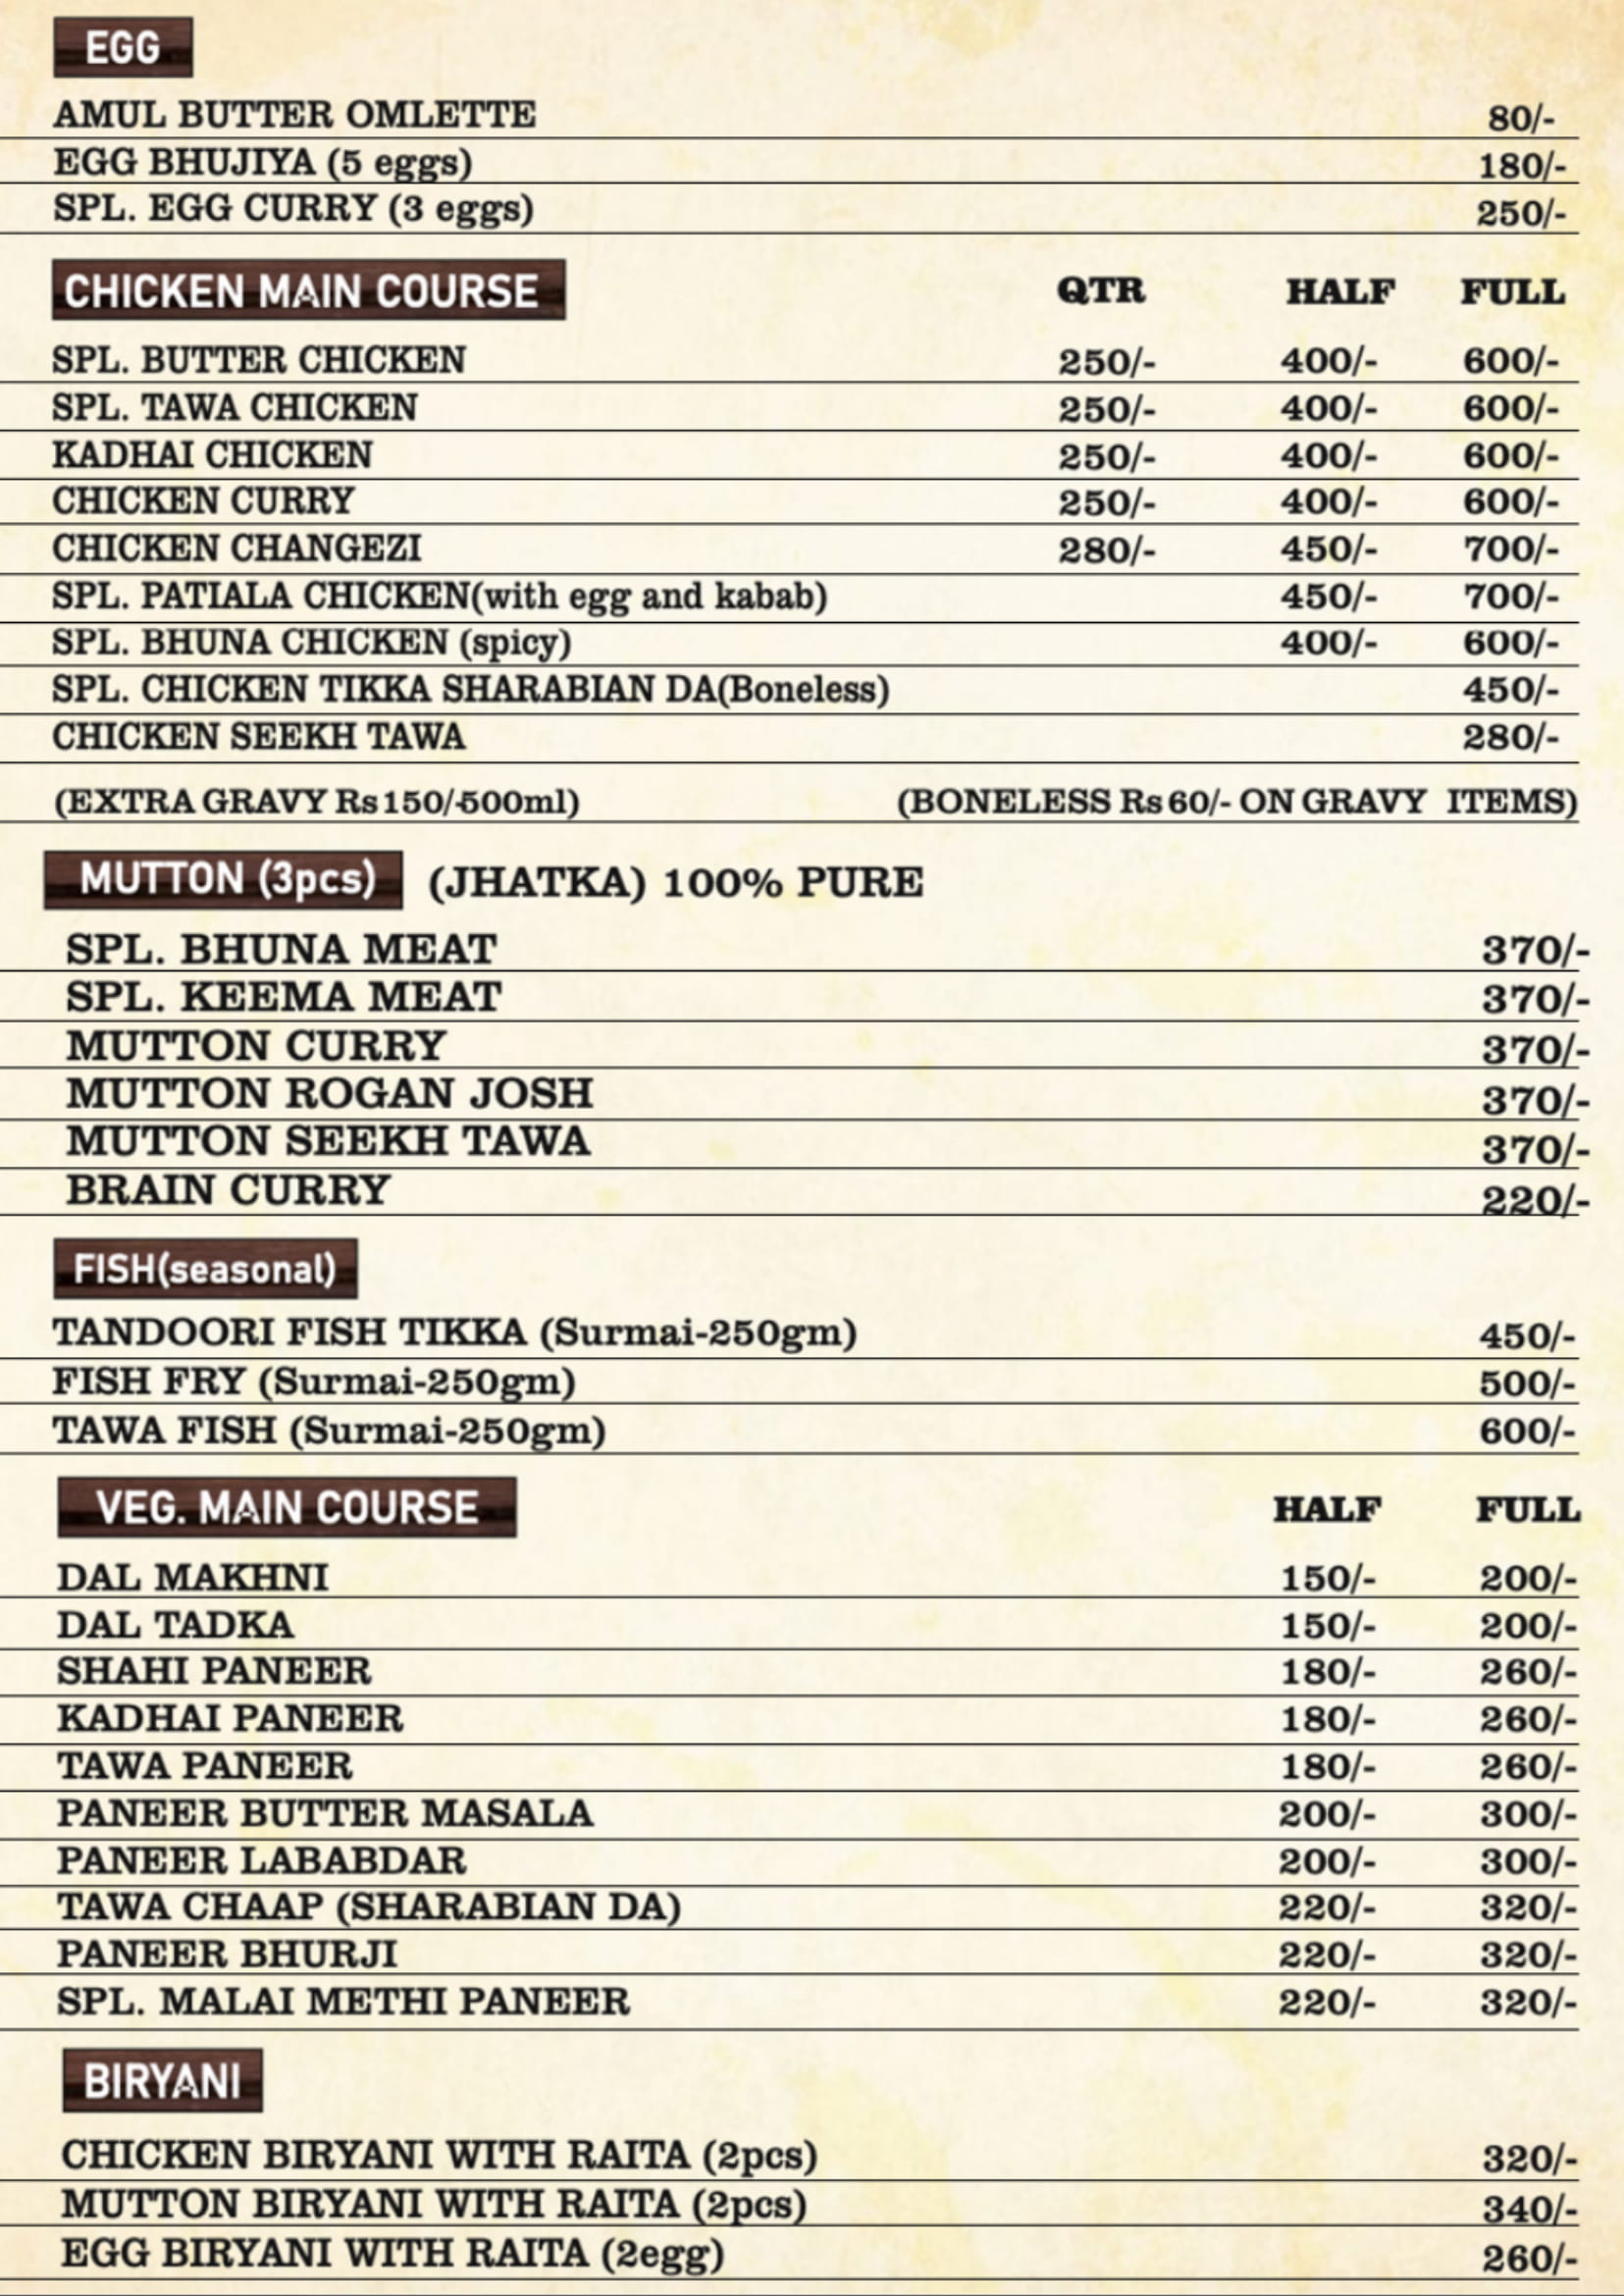 EGG
AMUL BUTTER OMLETTE 80/-
EGG BHUJIYA (5 eggs) 180/-
SPL. EGG CURRY (3 eggs) 250/-
CHICKEN MAIN COURSE QTR HALF FULL
SPL. BUTTER CHICKEN 250/- 400/- 600/-
SPL. TAWA CHICKEN 250/- 400/- 600/-
KADHAI CHICKEN 250/- 400/- 600/-
CHICKEN CURRY 250/- 400/- 600/-
CHICKEN CHANGEZI 280/- 450/- 700/-
SPL. PATIALA CHICKEN(with egg and kabab) 450/- 700/-
SPL. BHUNA CHICKEN (spicy) 400/- 600/-
SPL. CHICKEN TIKKA SHARABIAN DA(Boneless) 450/-
CHICKEN SEEKH TAWA 280/-
(EXTRA GRAVY Rs 150/-500ml) (BONELESS Rs 60/- ON GRAVY ITEMS)
MUTTON (3pcs) (JHATKA) 100% PURE
SPL. BHUNA MEAT 370/-
SPL. KEEMA MEAT 370/-
MUTTON CURRY 370/-
MUTTON ROGAN JOSH 370/-
MUTTON SEEKH TAWA 370/-
BRAIN CURRY 220/-
FISH(seasonal)
TANDOORI FISH TIKKA (Surmai-250gm) 450/-
FISH FRY (Surmai-250gm) 500/-
TAWA FISH (Surmai-250gm) 600/-
VEG. MAIN COURSE HALF FULL
DAL MAKHNI 150/- 200/-
DAL TADKA 150/- 200/-
SHAHI PANEER 180/- 260/-
KADHAI PANEER 180/- 260/-
TAWA PANEER 180/- 260/-
PANEER BUTTER MASALA 200/- 300/-
PANEER LABABDAR 200/- 300/-
TAWA CHAAP (SHARABIAN DA) 220/- 320/-
PANEER BHURJI 220/- 320/-
SPL. MALAI METHI PANEER 220/- 320/-
BIRYANI
CHICKEN BIRYANI WITH RAITA (2pcs) 320/-
MUTTON BIRYANI WITH RAITA (2pcs) 340/-
EGG BIRYANI WITH RAITA (2egg) 260/-